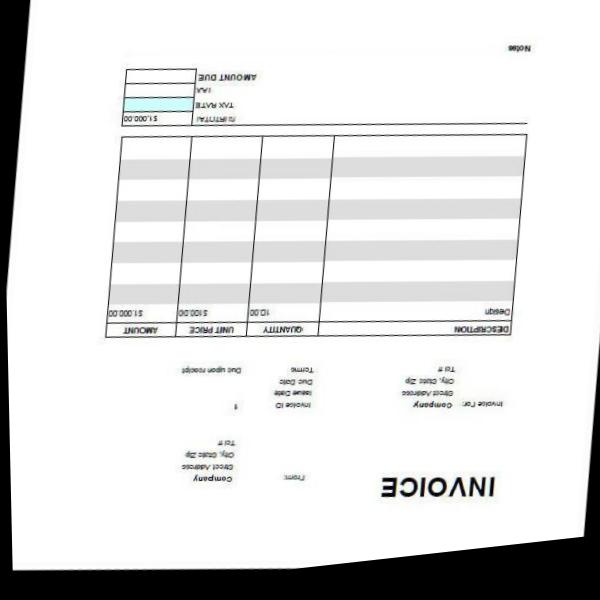 INVOICE
From:
Company
Street Address
City, State Zip
Tel #
Invoice For:
Company
Street Address
City, State Zip
Tel #
Invoice ID 1
Issue Date
Due Date
Terms Due upon receipt
DESCRIPTION QUANTITY UNIT PRICE AMOUNT
Design 10.00 $100.00 $1,000.00
SUBTOTAL $1,000.00
TAX RATE
TAX
AMOUNT DUE
Notes